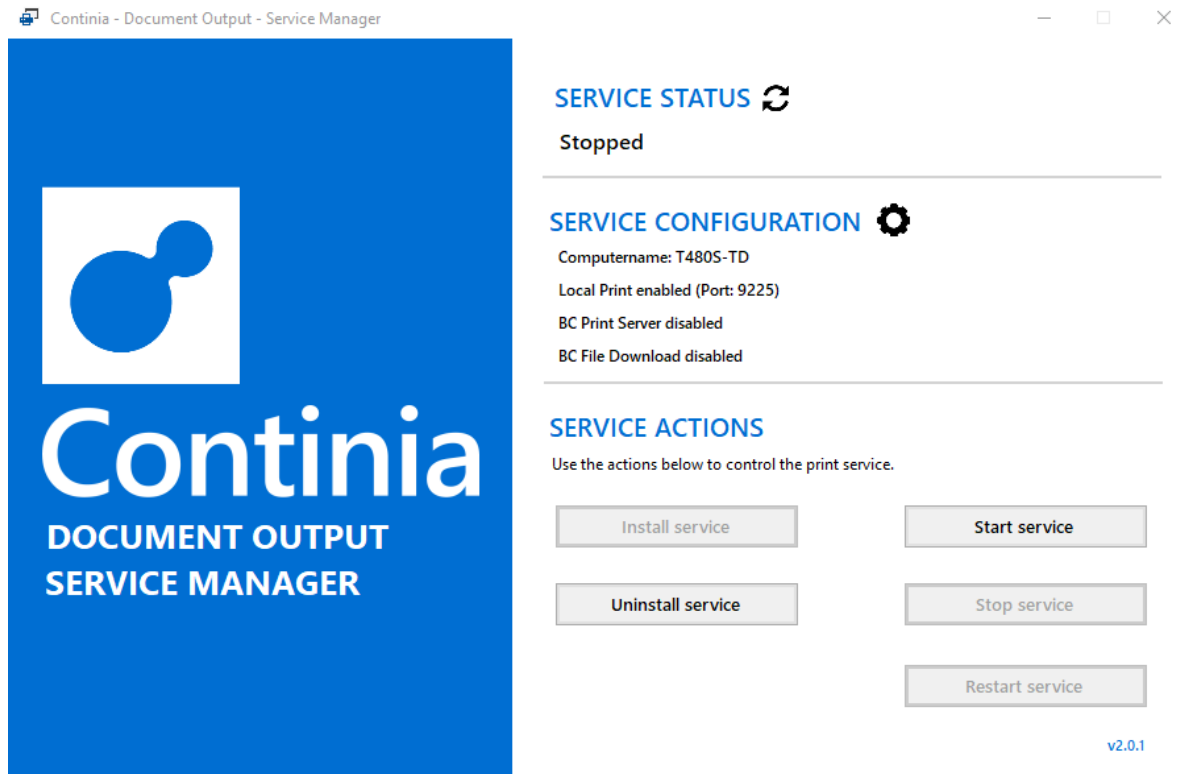 Continia - Document Output - Service Manager
Continia
DOCUMENT OUTPUT
SERVICE MANAGER
SERVICE STATUS
Stopped
SERVICE CONFIGURATION
Computername: T480S-TD
Local Print enabled (Port: 9225)
BC Print Server disabled
BC File Download disabled
SERVICE ACTIONS
Use the actions below to control the print service.
Install service
Start service
Uninstall service
Stop service
Restart service
v2.0.1